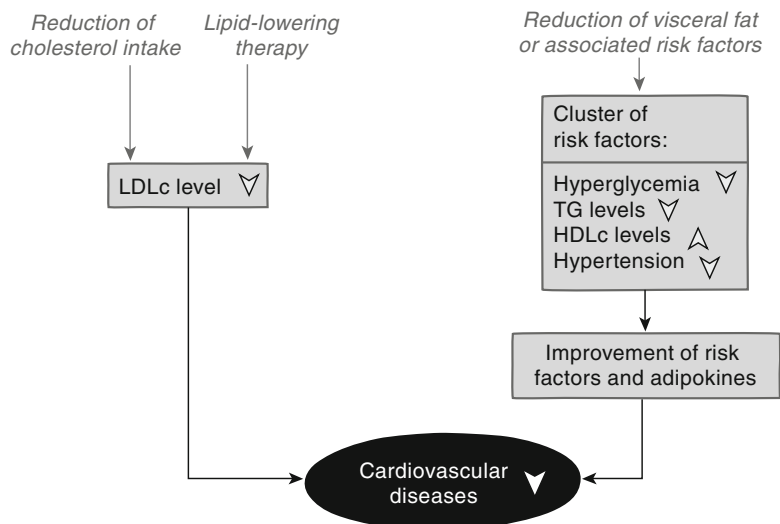 Reduction of
cholesterol intake
Lipid-lowering
therapy
Reduction of visceral fat
or associated risk factors
Cluster of
risk factors:
LDLc level
Hyperglycemia
TG levels
HDLc levels
Hypertension
Improvement of risk
factors and adipokines
Cardiovascular
diseases